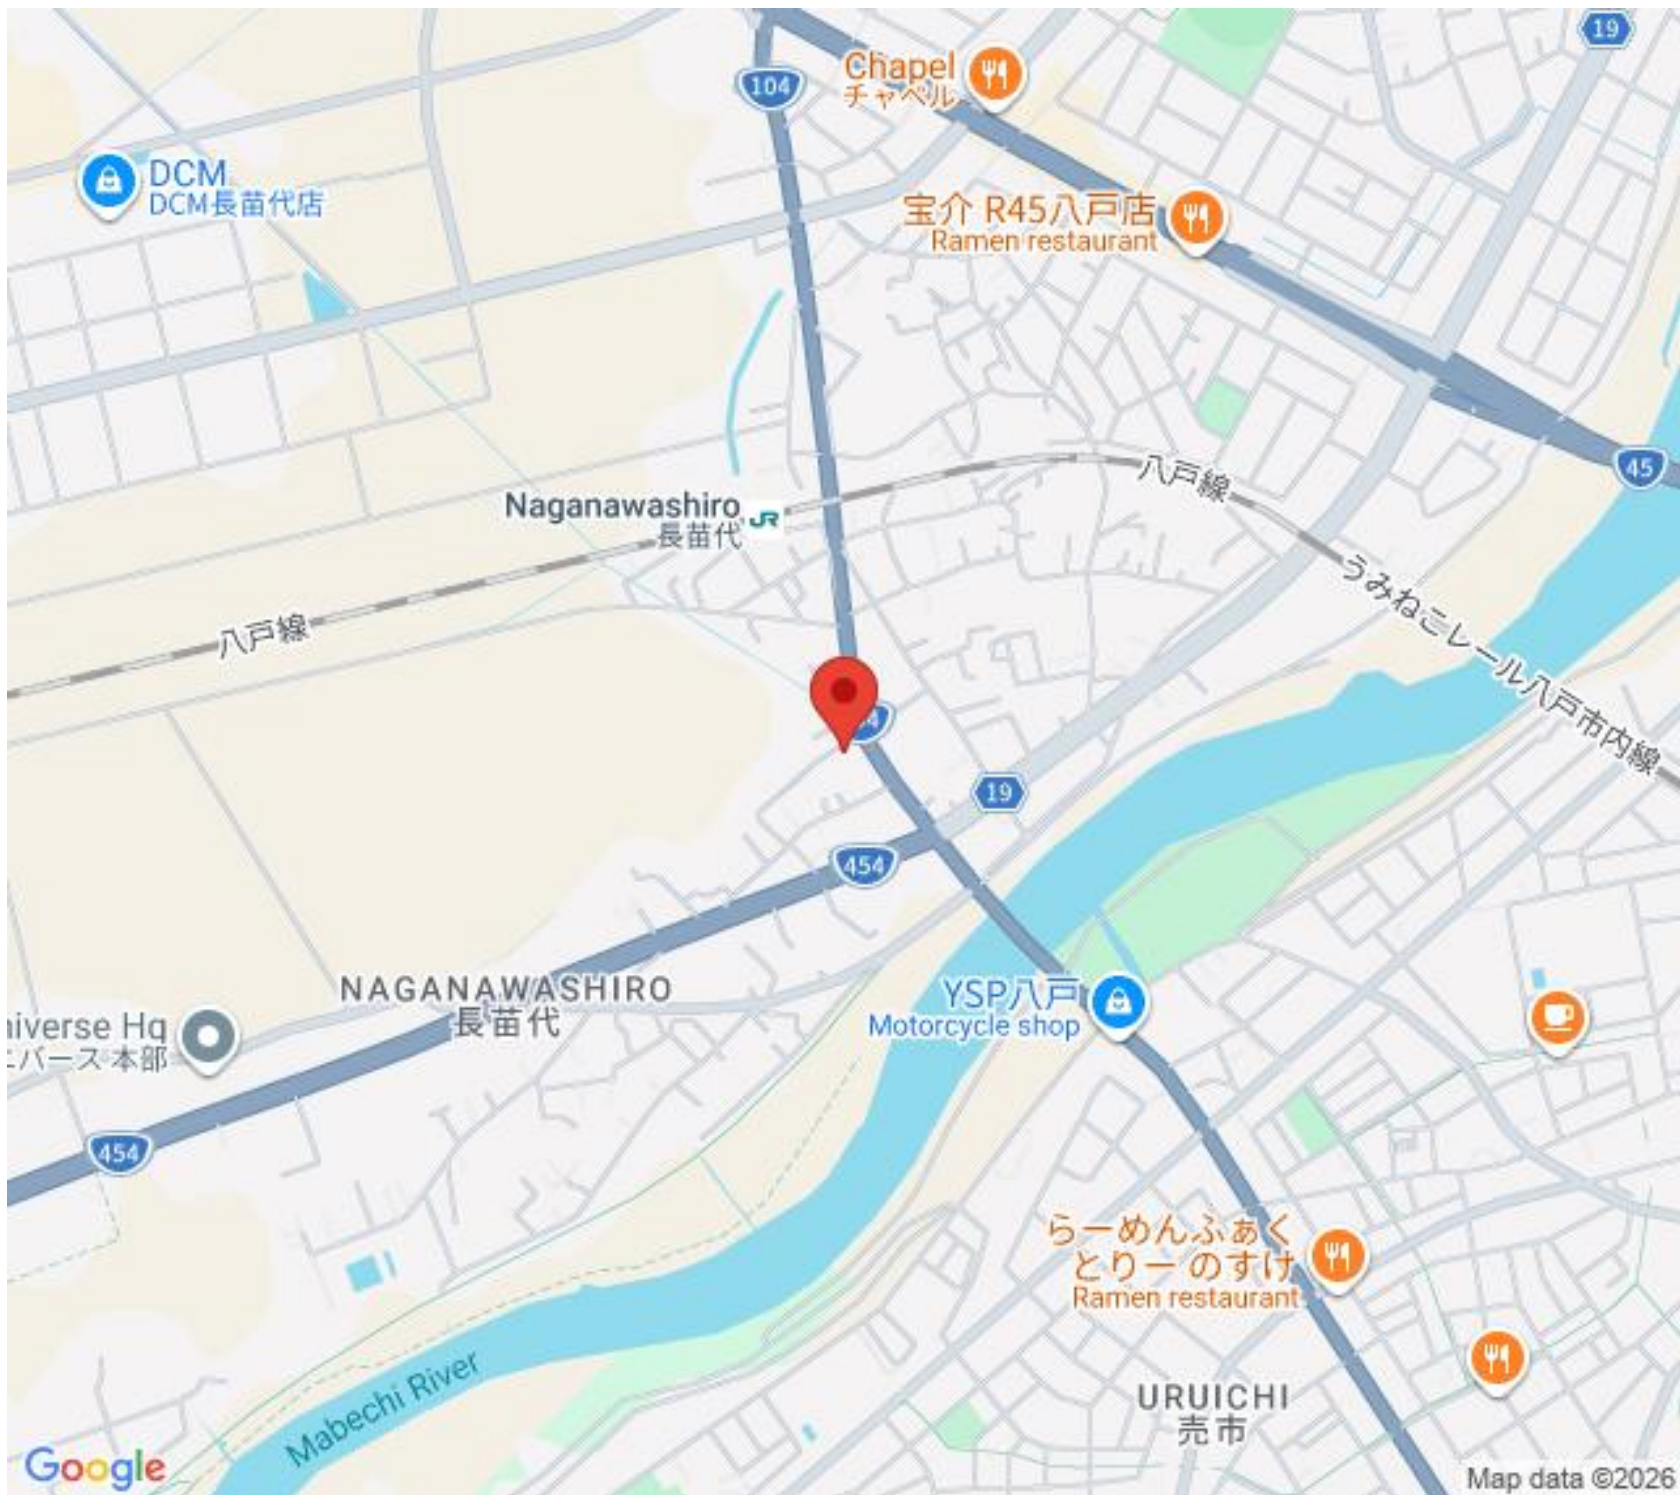 19
104
Chapel
チャペル
DCM
DCM長苗代店
宝介 R45八戸店
Ramen restaurant
45
八戸線
Naganawashiro
長苗代
JR
うみねこレール八戸市内線
八戸線
19
454
NAGANAWASHIRO
長苗代
YSP八戸
Motorcycle shop
niverse Hq
ニバース 本部
454
らーめんふぁく
とりー のすけ
Ramen restaurant
Mabechi River
URUICHI
売市
Google
Map data ©2026